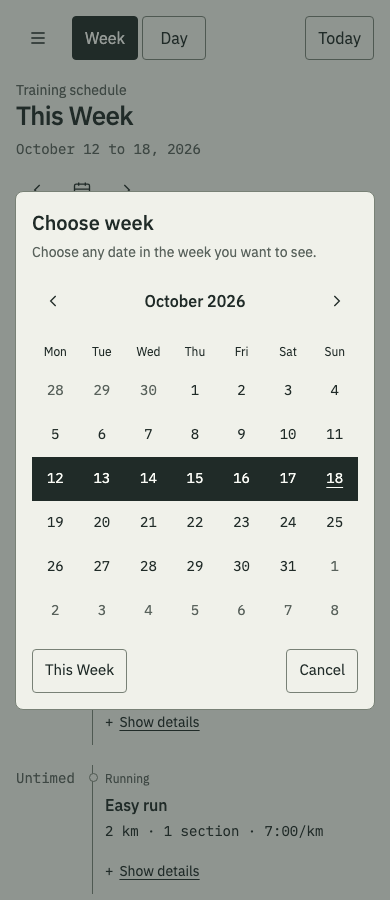 Week Day Today
Training schedule
This Week
October 12 to 18, 2026
Choose week
Choose any date in the week you want to see.
October 2026
Mon Tue Wed Thu Fri Sat Sun
28 29 30 1 2 3 4
5 6 7 8 9 10 11
12 13 14 15 16 17 18
19 20 21 22 23 24 25
26 27 28 29 30 31 1
2 3 4 5 6 7 8
This Week Cancel
+ Show details
Untimed Running
Easy run
2 km · 1 section · 7:00/km
+ Show details